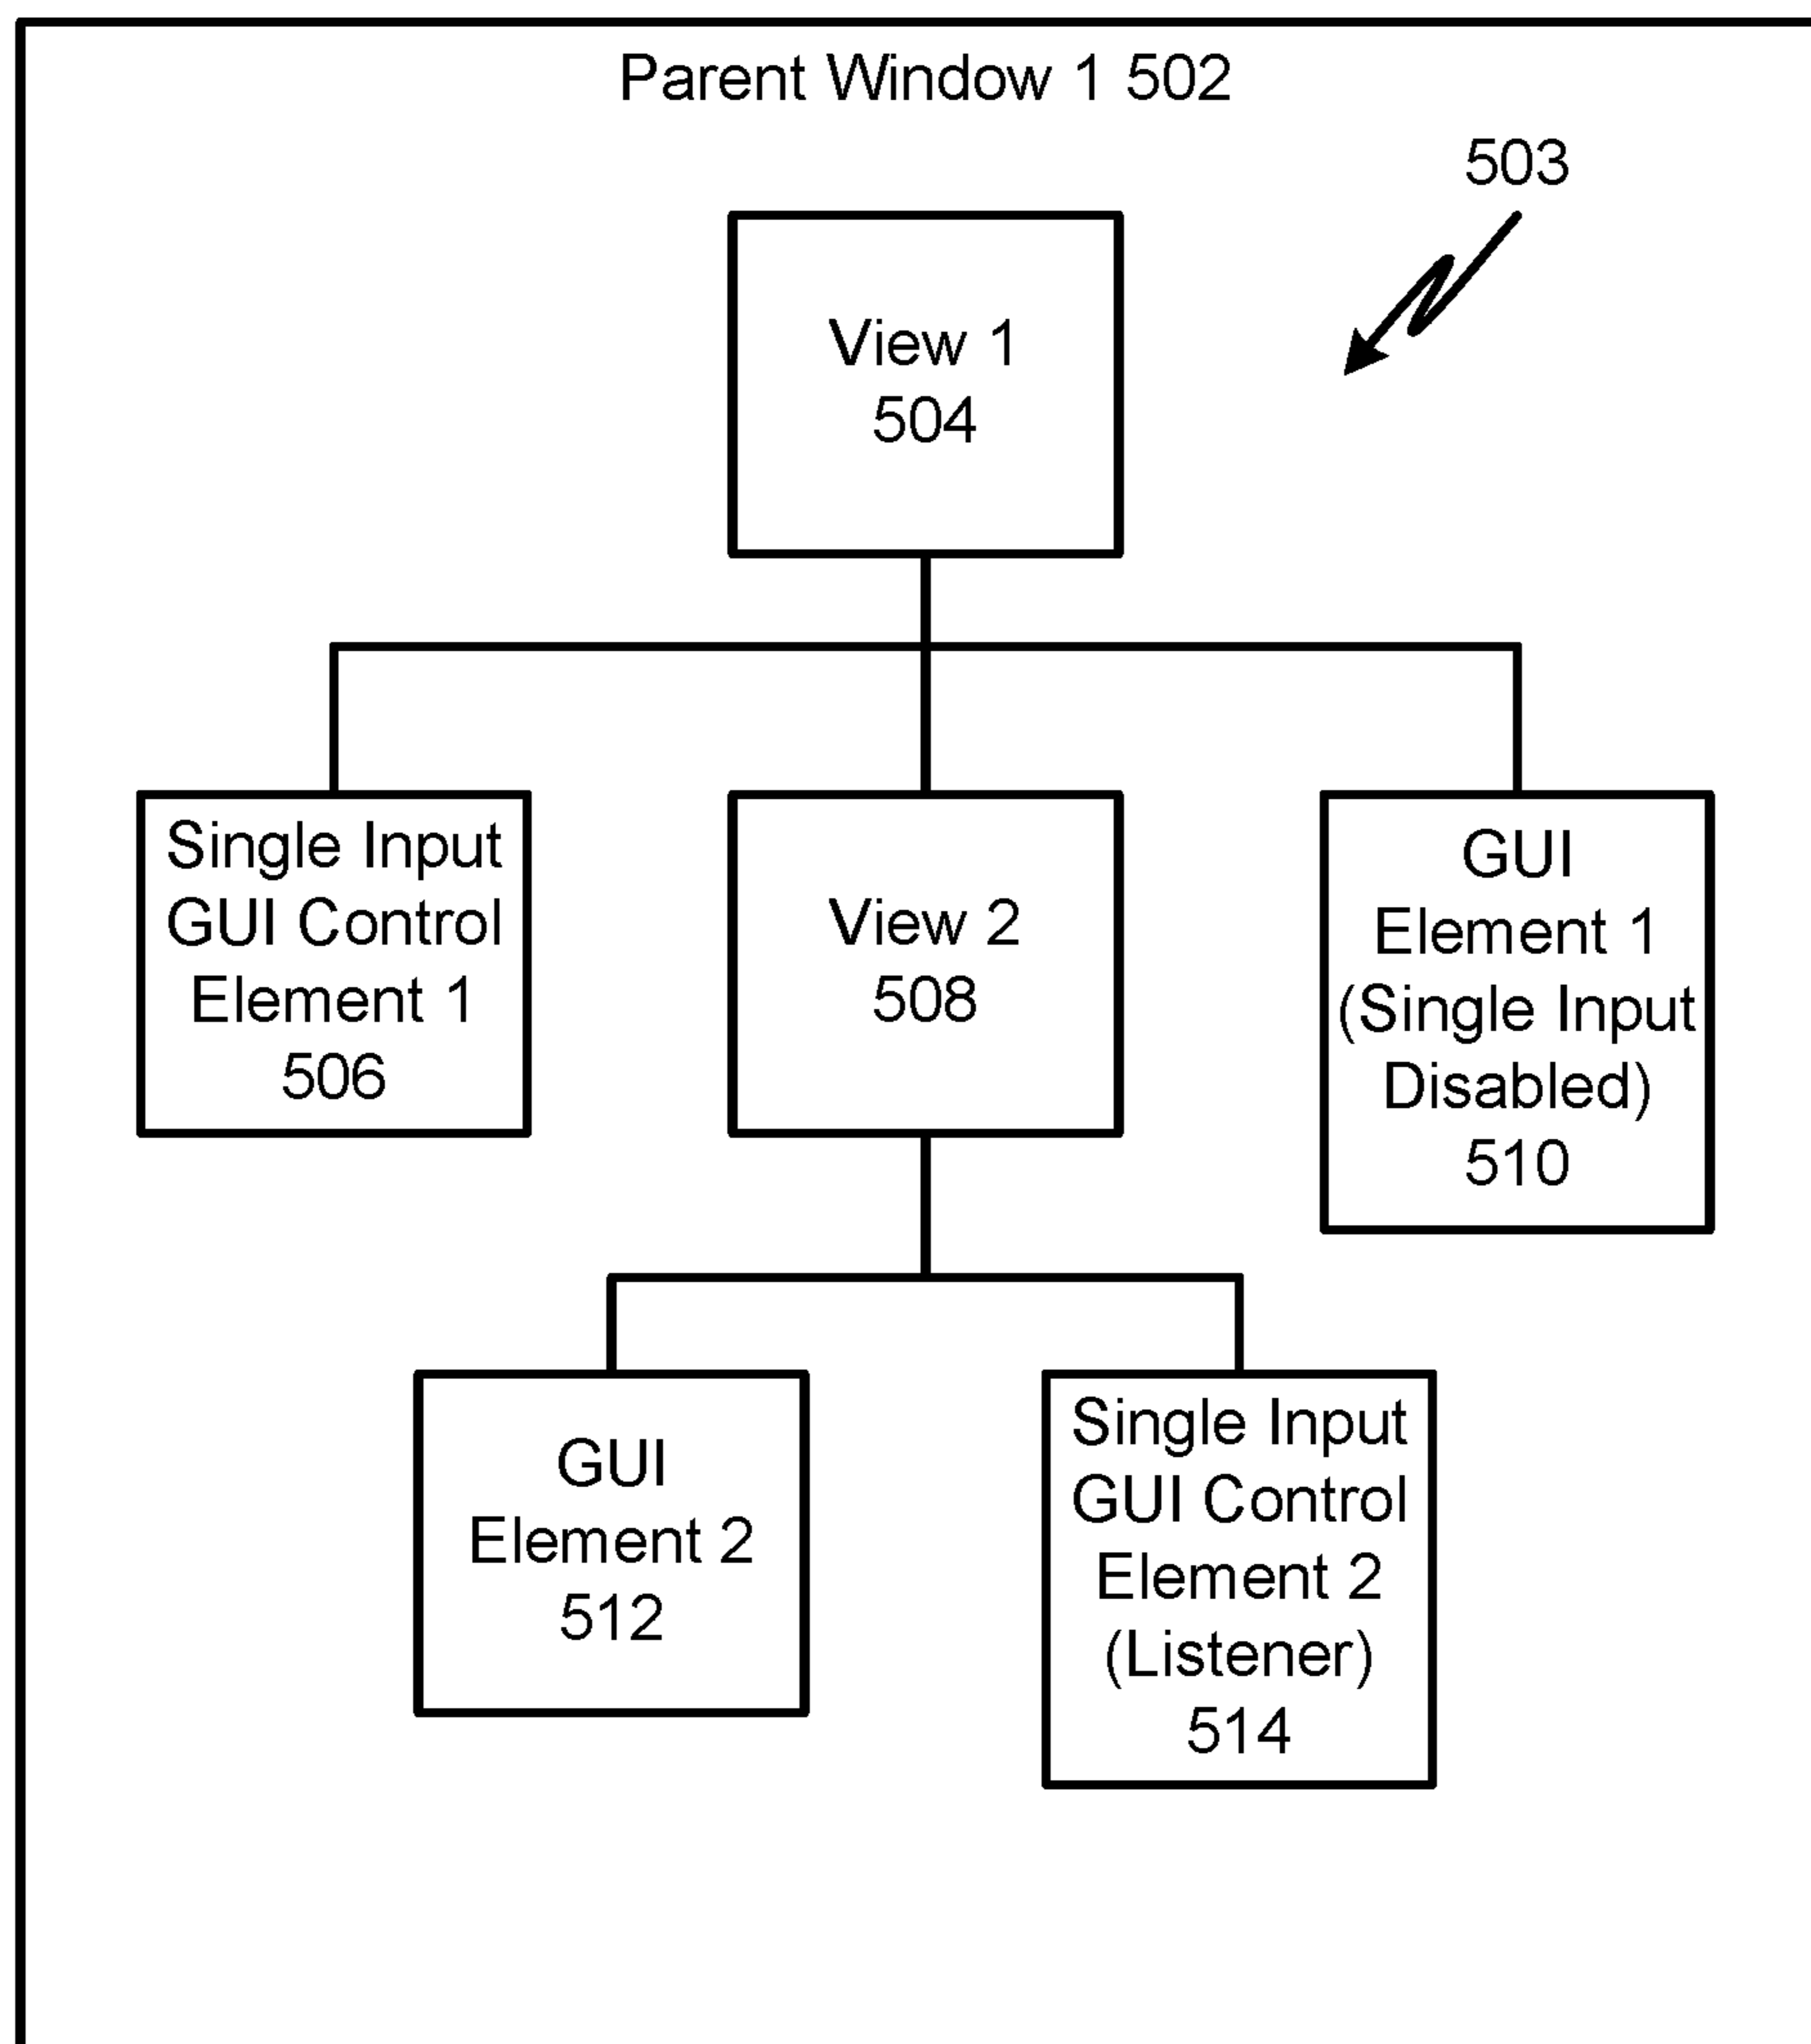 Parent Window 1 502
503
View 1
504
Single Input
GUI Control
Element 1
506
View 2
508
GUI
Element 1
(Single Input
Disabled)
510
GUI
Element 2
512
Single Input
GUI Control
Element 2
(Listener)
514